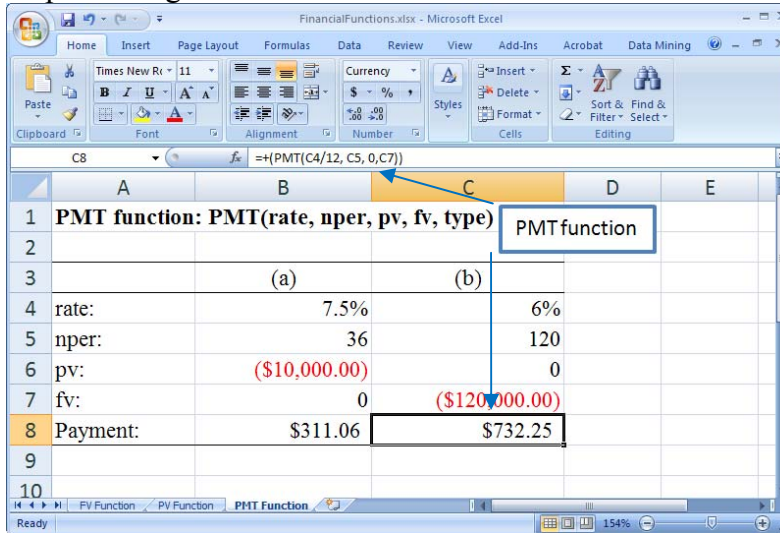 FinancialFunctions.xlsx - Microsoft Excel
Home Insert Page Layout Formulas Data Review View Add-Ins Acrobat Data Mining
Paste
Clipboard
Times New Ro 11
B I U
Font
Alignment
Currency
$ % ,
Number
Styles
Insert
Delete
Format
Cells
Sort & Filter
Find & Select
Editing
C8 fx =+(PMT(C4/12, C5, 0,C7))
A B C D E
1 PMT function: PMT(rate, nper, pv, fv, type)
PMT function
2
3 (a) (b)
4 rate: 7.5% 6%
5 nper: 36 120
6 pv: ($10,000.00) 0
7 fv: 0 ($120,000.00)
8 Payment: $311.06 $732.25
9
10
FV Function PV Function PMT Function
Ready 154%